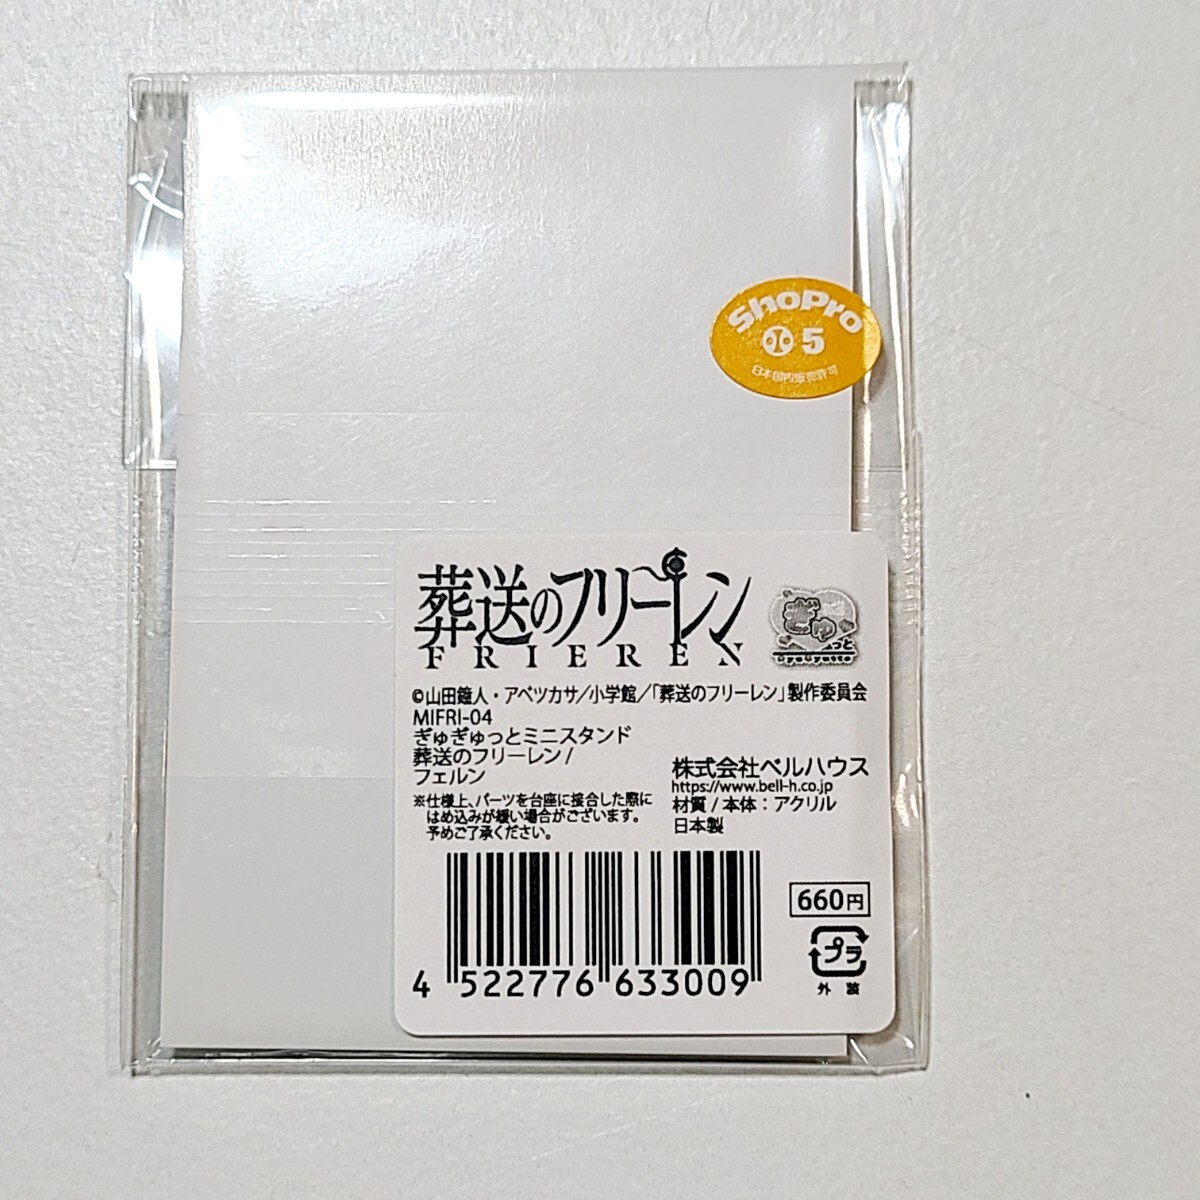 ShoPro
小 5
日本国内販売許可
葬送のフリーレン
FRIEREN
ぎゅっと
Gyugyutto
©山田鐘人・アベツカサ／小学館／「葬送のフリーレン」製作委員会
MIFRI-04
ぎゅぎゅっとミニスタンド
葬送のフリーレン/
フェルン
株式会社ベルハウス
https://www.bell-h.co.jp
材質/本体：アクリル
日本製
※仕様上、パーツを台座に接合した際に
はめ込みが緩い場合がございます。
予めご了承ください。
660円
プラ
外装
4 522776 633009